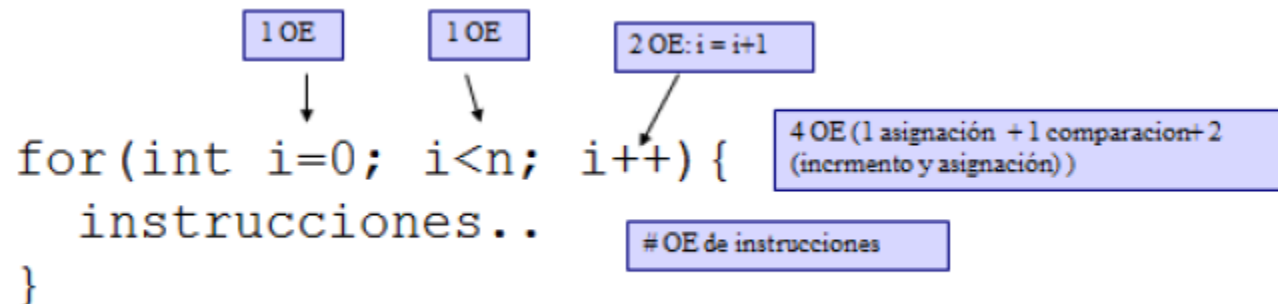 1 OE
1 OE
2 OE: i = i+1
for(int i=0; i<n; i++){
4 OE (1 asignación + 1 comparacion+ 2
(incrmento y asignación) )
instrucciones..
# OE de instrucciones
}